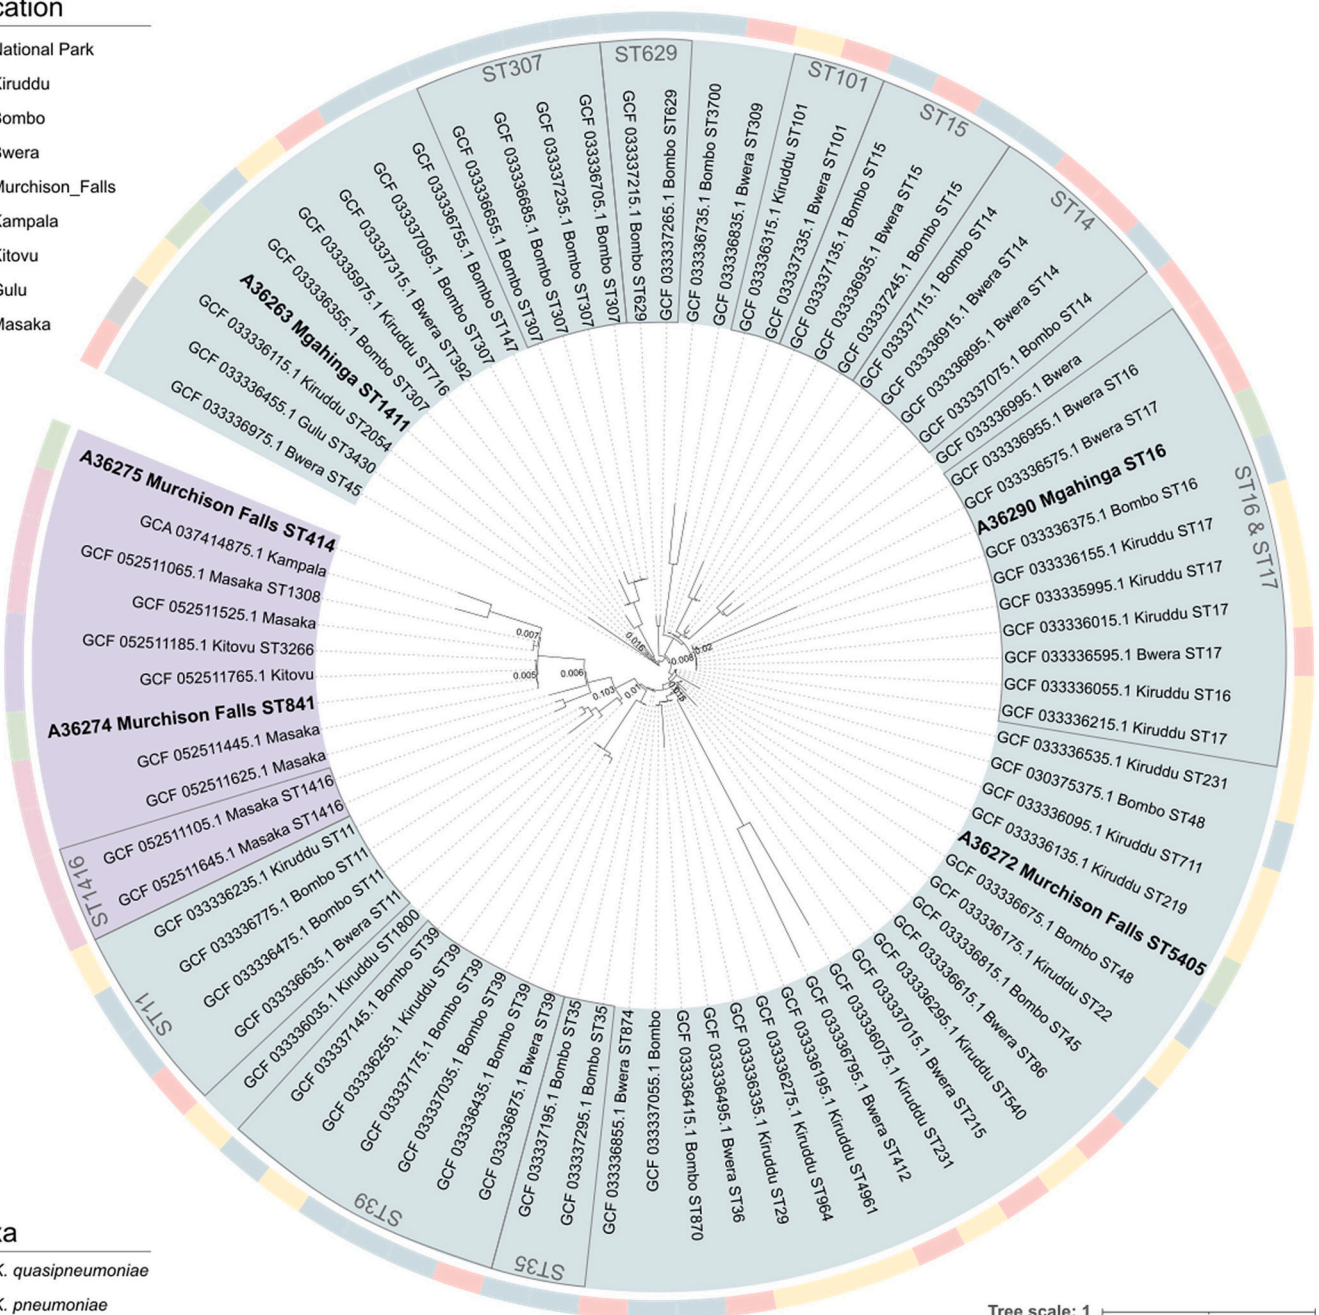 cation
National Park
Kiruddu
Bombo
Bwera
Murchison_Falls
Kampala
Kitovu
Gulu
Masaka
ST307
ST629
ST101
ST15
ST14
ST16 & ST17
ST35
ST39
ST11
ST1416
GCF 033336975.1 Bwera ST45
GCF 033336455.1 Gulu ST3430
GCF 033336115.1 Kiruddu ST2054
A36263 Mgahinga ST1411
GCF 033336355.1 Bombo ST307
GCF 033335975.1 Kiruddu ST716
GCF 033337315.1 Bwera ST392
GCF 033337095.1 Bombo ST307
GCF 033336755.1 Bombo ST147
GCF 033336655.1 Bombo ST307
GCF 033336685.1 Bombo ST307
GCF 033337235.1 Bombo ST307
GCF 033336705.1 Bombo ST307
GCF 033337215.1 Bombo ST629
GCF 033337265.1 Bombo ST629
GCF 033336735.1 Bombo ST3700
GCF 033336835.1 Bwera ST309
GCF 033336315.1 Kiruddu ST101
GCF 033337335.1 Bwera ST101
GCF 033337135.1 Bombo ST15
GCF 033336935.1 Bwera ST15
GCF 033337245.1 Bombo ST15
GCF 033337115.1 Bombo ST14
GCF 033336915.1 Bwera ST14
GCF 033336895.1 Bwera ST14
GCF 033337075.1 Bombo ST14
GCF 033336995.1 Bwera
GCF 033336955.1 Bwera ST16
GCF 033336575.1 Bwera ST17
A36290 Mgahinga ST16
GCF 033336375.1 Bombo ST16
GCF 033336155.1 Kiruddu ST17
GCF 033335995.1 Kiruddu ST17
GCF 033336015.1 Kiruddu ST17
GCF 033336595.1 Bwera ST17
GCF 033336055.1 Kiruddu ST16
GCF 033336215.1 Kiruddu ST17
GCF 033336535.1 Kiruddu ST231
GCF 030375375.1 Bombo ST48
GCF 033336095.1 Kiruddu ST711
GCF 033336135.1 Kiruddu ST219
A36272 Murchison Falls ST5405
GCF 033336675.1 Bombo ST48
GCF 033336175.1 Kiruddu ST22
GCF 033336815.1 Bombo ST45
GCF 033336615.1 Bwera ST86
GCF 033336295.1 Kiruddu ST540
GCF 033337015.1 Bwera ST215
GCF 033336075.1 Kiruddu ST231
GCF 033336795.1 Bwera ST412
GCF 033336195.1 Kiruddu ST4961
GCF 033336275.1 Kiruddu ST964
GCF 033336335.1 Kiruddu ST29
GCF 033336495.1 Bwera ST36
GCF 033336415.1 Bombo ST870
GCF 033337055.1 Bombo
GCF 033336855.1 Bwera ST874
GCF 033337295.1 Bombo ST35
GCF 033337195.1 Bombo ST35
GCF 033336875.1 Bwera ST39
GCF 033336435.1 Bombo ST39
GCF 033337035.1 Bombo ST39
GCF 033337175.1 Bombo ST39
GCF 033336255.1 Kiruddu ST39
GCF 033337145.1 Bombo ST39
GCF 033336035.1 Kiruddu ST1800
GCF 033336635.1 Bwera ST11
GCF 033336475.1 Bombo ST11
GCF 033336775.1 Bombo ST11
GCF 033336235.1 Kiruddu ST11
GCF 052511645.1 Masaka ST1416
GCF 052511105.1 Masaka ST1416
GCF 052511625.1 Masaka
GCF 052511445.1 Masaka
A36274 Murchison Falls ST841
GCF 052511765.1 Kitovu
GCF 052511185.1 Kitovu ST3266
GCF 052511525.1 Masaka
GCF 052511065.1 Masaka ST1308
GCA 037414875.1 Kampala
A36275 Murchison Falls ST414
0.007
0.005
0.006
0.103
0.01
0.016
0.008
0.02
xa
K. quasipneumoniae
K. pneumoniae
Tree scale: 1